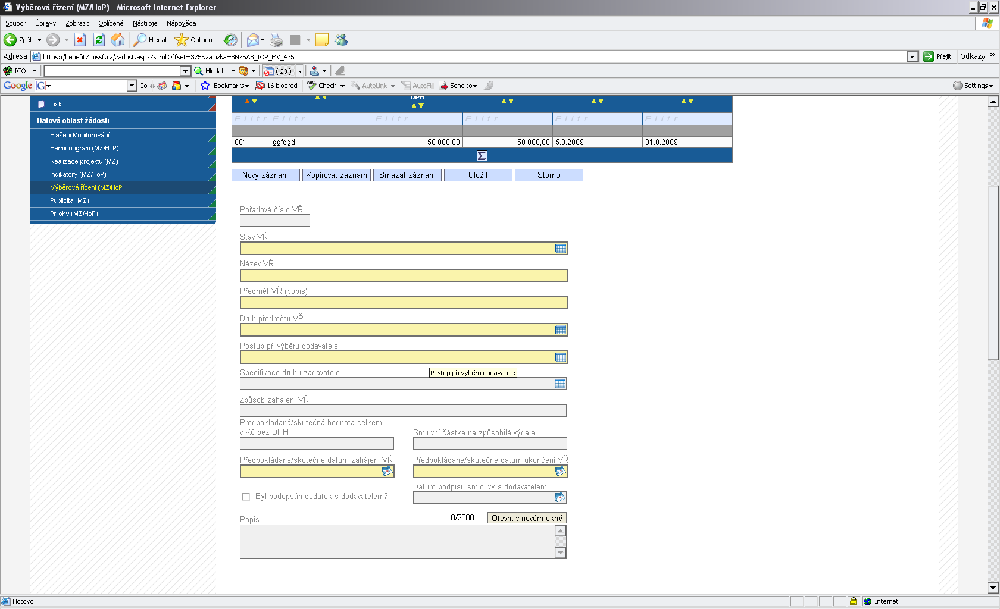 Výběrová řízení (MZ/HoP) - Microsoft Internet Explorer
Soubor Úpravy Zobrazit Oblíbené Nástroje Nápověda
Zpět Hledat Oblíbené
Adresa https://benefit7.mssf.cz/zadost.aspx?scrollOffset=375&zalozka=BN7SAB_IOP_MV_425 Přejít Odkazy »
ICQ Hledat ( 23 )
Google G Go Bookmarks 16 blocked ABC Check AutoLink AutoFill Send to Settings
Tisk
Datová oblast žádosti
Hlášení Monitorování
Harmonogram (MZ/HoP)
Realizace projektu (MZ)
Indikátory (MZ/HoP)
Výběrová řízení (MZ/HoP)
Publicita (MZ)
Přílohy (MZ/HoP)
DPH
Filtr Filtr Filtr Filtr Filtr Filtr
001 ggfdgd 50 000,00 50 000,00 5.8.2009 31.8.2009
Σ
Nový záznam Kopírovat záznam Smazat záznam Uložit Storno
Pořadové číslo VŘ
Stav VŘ
Název VŘ
Předmět VŘ (popis)
Druh předmětu VŘ
Postup při výběru dodavatele
Specifikace druhu zadavatele
Postup při výběru dodavatele
Způsob zahájení VŘ
Předpokládaná/skutečná hodnota celkem
v Kč bez DPH
Smluvní částka na způsobilé výdaje
Předpokládané/skutečné datum zahájení VŘ
Předpokládané/skutečné datum ukončení VŘ
Datum podpisu smlouvy s dodavatelem
Byl podepsán dodatek s dodavatelem?
Popis 0/2000 Otevřít v novém okně
Hotovo Internet